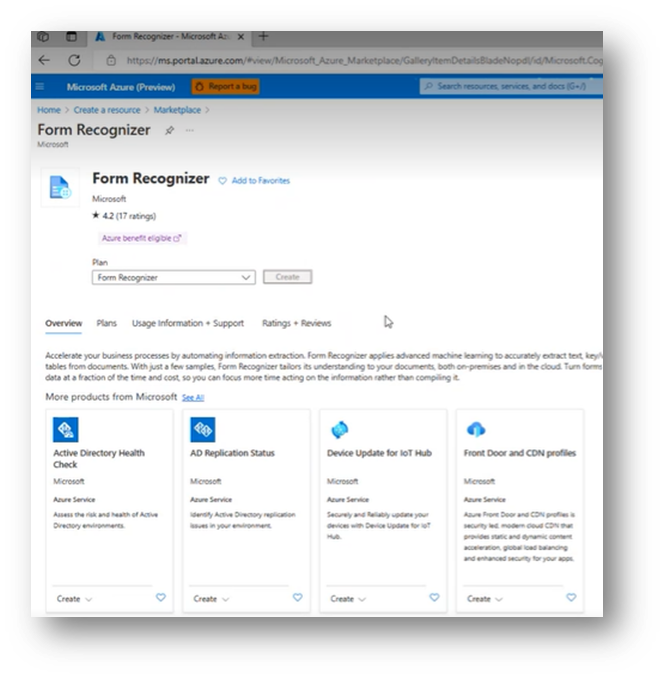 Form Recognizer - Microsoft Az
https://ms.portal.azure.com/#view/Microsoft_Azure_Marketplace/GalleryItemDetailsBladeNopdl/id/Microsoft.Cog
Microsoft Azure (Preview) Report a bug Search resources, services, and docs (G+/)
Home > Create a resource > Marketplace >
Form Recognizer
Microsoft
Form Recognizer Add to Favorites
Microsoft
★ 4.2 (17 ratings)
Azure benefit eligible
Plan
Form Recognizer Create
Overview Plans Usage Information + Support Ratings + Reviews
Accelerate your business processes by automating information extraction. Form Recognizer applies advanced machine learning to accurately extract text, key/v
tables from documents. With just a few samples, Form Recognizer tailors its understanding to your documents, both on-premises and in the cloud. Turn forms
data at a fraction of the time and cost, so you can focus more time acting on the information rather than compiling it.
More products from Microsoft See All
Active Directory Health
Check
Microsoft
Azure Service
Assess the risk and health of Active
Directory environments.
Create
AD Replication Status
Microsoft
Azure Service
Identify Active Directory replication
issues in your environment.
Create
Device Update for IoT Hub
Microsoft
Azure Service
Securely and Reliably update your
devices with Device Update for IoT
Hub.
Create
Front Door and CDN profiles
Microsoft
Azure Service
Azure Front Door and CDN profiles is
security led, modern cloud CDN that
provides static and dynamic content
acceleration, global load balancing
and enhanced security for your apps,
Create